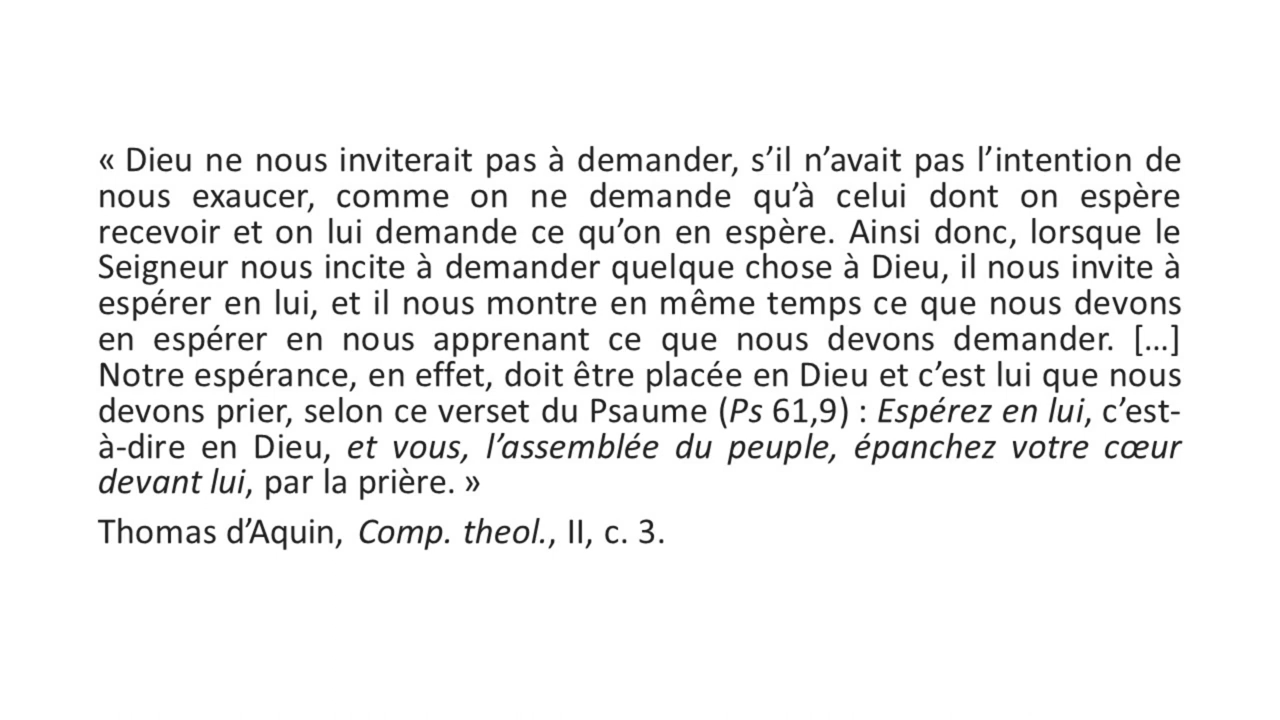 « Dieu ne nous inviterait pas à demander, s’il n’avait pas l’intention de
nous exaucer, comme on ne demande qu’à celui dont on espère
recevoir et on lui demande ce qu’on en espère. Ainsi donc, lorsque le
Seigneur nous incite à demander quelque chose à Dieu, il nous invite à
espérer en lui, et il nous montre en même temps ce que nous devons
en espérer en nous apprenant ce que nous devons demander. […]
Notre espérance, en effet, doit être placée en Dieu et c’est lui que nous
devons prier, selon ce verset du Psaume (Ps 61,9) : Espérez en lui, c’est-
à-dire en Dieu, et vous, l’assemblée du peuple, épanchez votre cœur
devant lui, par la prière. »
Thomas d’Aquin, Comp. theol., II, c. 3.